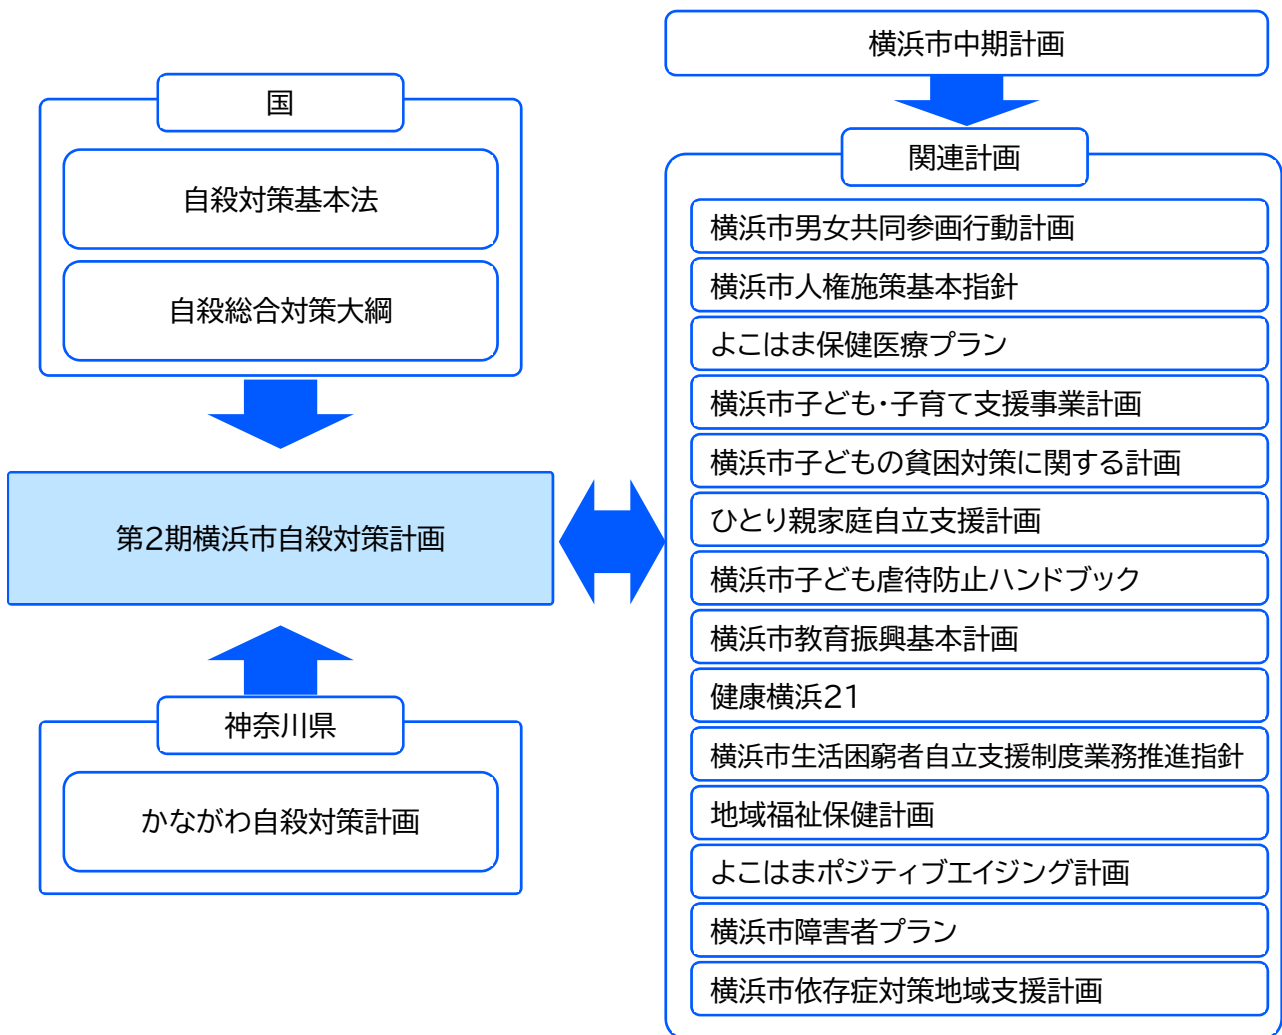 国
自殺対策基本法
自殺総合対策大綱
第2期横浜市自殺対策計画
神奈川県
かながわ自殺対策計画
横浜市中期計画
関連計画
横浜市男女共同参画行動計画
横浜市人権施策基本指針
よこはま保健医療プラン
横浜市子ども・子育て支援事業計画
横浜市子どもの貧困対策に関する計画
ひとり親家庭自立支援計画
横浜市子ども虐待防止ハンドブック
横浜市教育振興基本計画
健康横浜21
横浜市生活困窮者自立支援制度業務推進指針
地域福祉保健計画
よこはまポジティブエイジング計画
横浜市障害者プラン
横浜市依存症対策地域支援計画